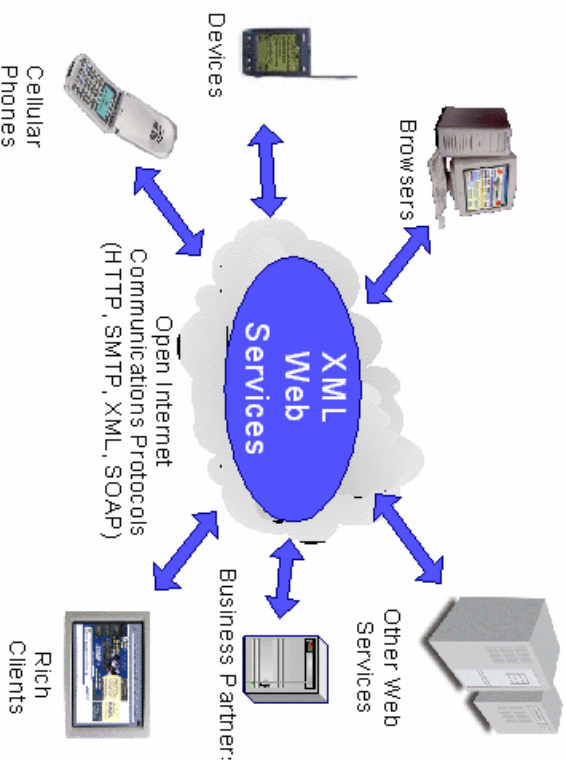 Browsers
Other Web
Services
Devices
XML
Web
Services
Business Partners
Cellular
Phones
Open Internet
Communications Protocols
(HTTP, SMTP, XML, SOAP)
Rich
Clients